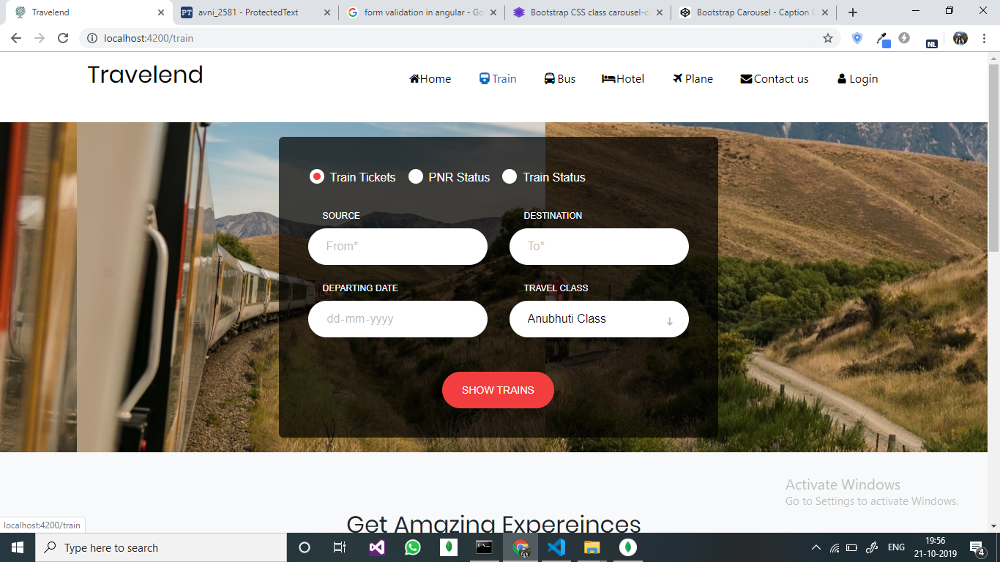 Travelend
avni_2581 - ProtectedText
form validation in angular - Go
Bootstrap CSS class carousel-c
Bootstrap Carousel - Caption C
localhost:4200/train
NL
Travelend
Home
Train
Bus
Hotel
Plane
Contact us
Login
Train Tickets
PNR Status
Train Status
SOURCE
DESTINATION
From*
To*
DEPARTING DATE
TRAVEL CLASS
dd-mm-yyyy
Anubhuti Class
SHOW TRAINS
Activate Windows
Go to Settings to activate Windows.
Get Amazing Expereinces
localhost:4200/train
Type here to search
ENG
19:56
21-10-2019
4